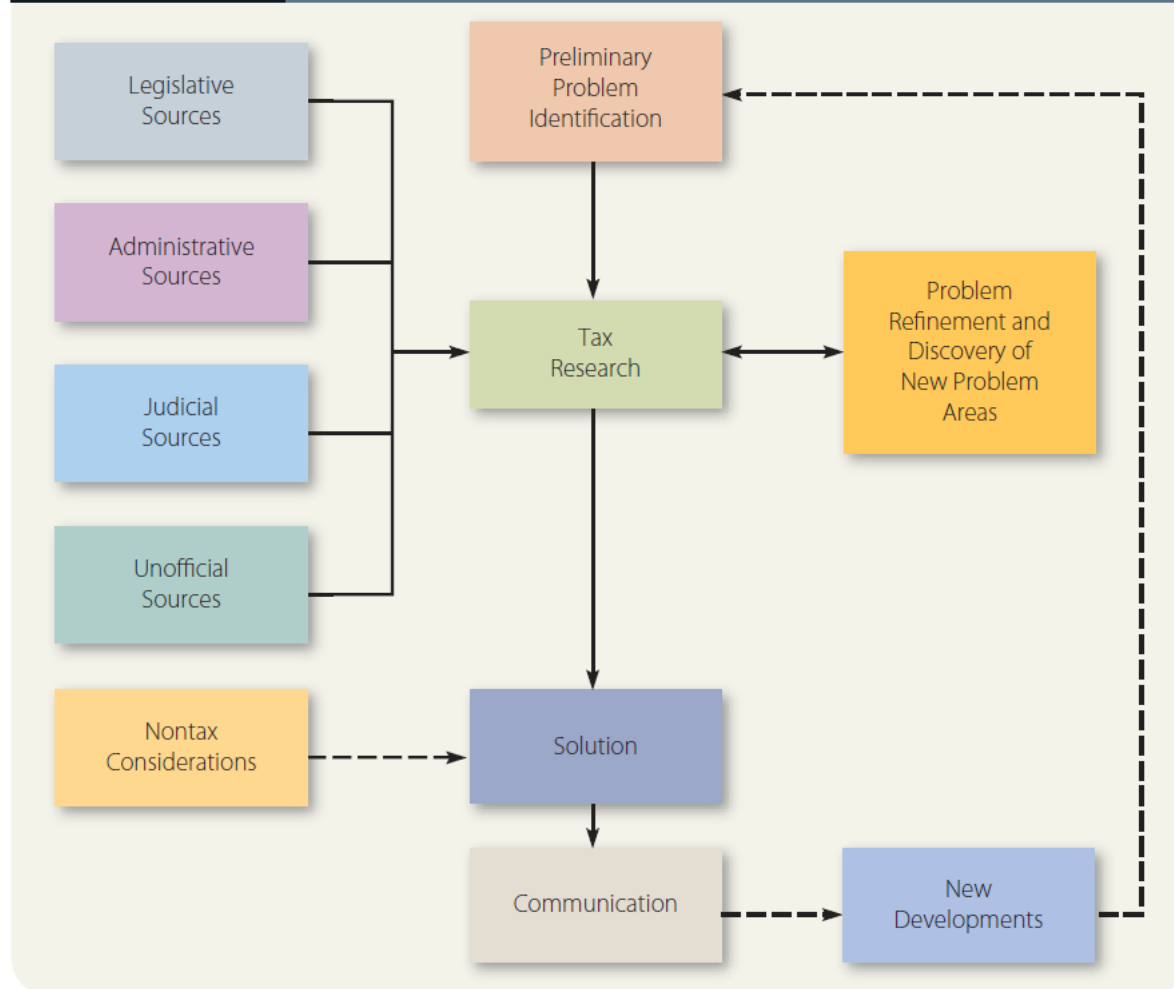 Legislative
Sources
Preliminary
Problem
Identification
Administrative
Sources
Tax
Research
Problem
Refinement and
Discovery of
New Problem
Areas
Judicial
Sources
Unofficial
Sources
Nontax
Considerations
Solution
Communication
New
Developments